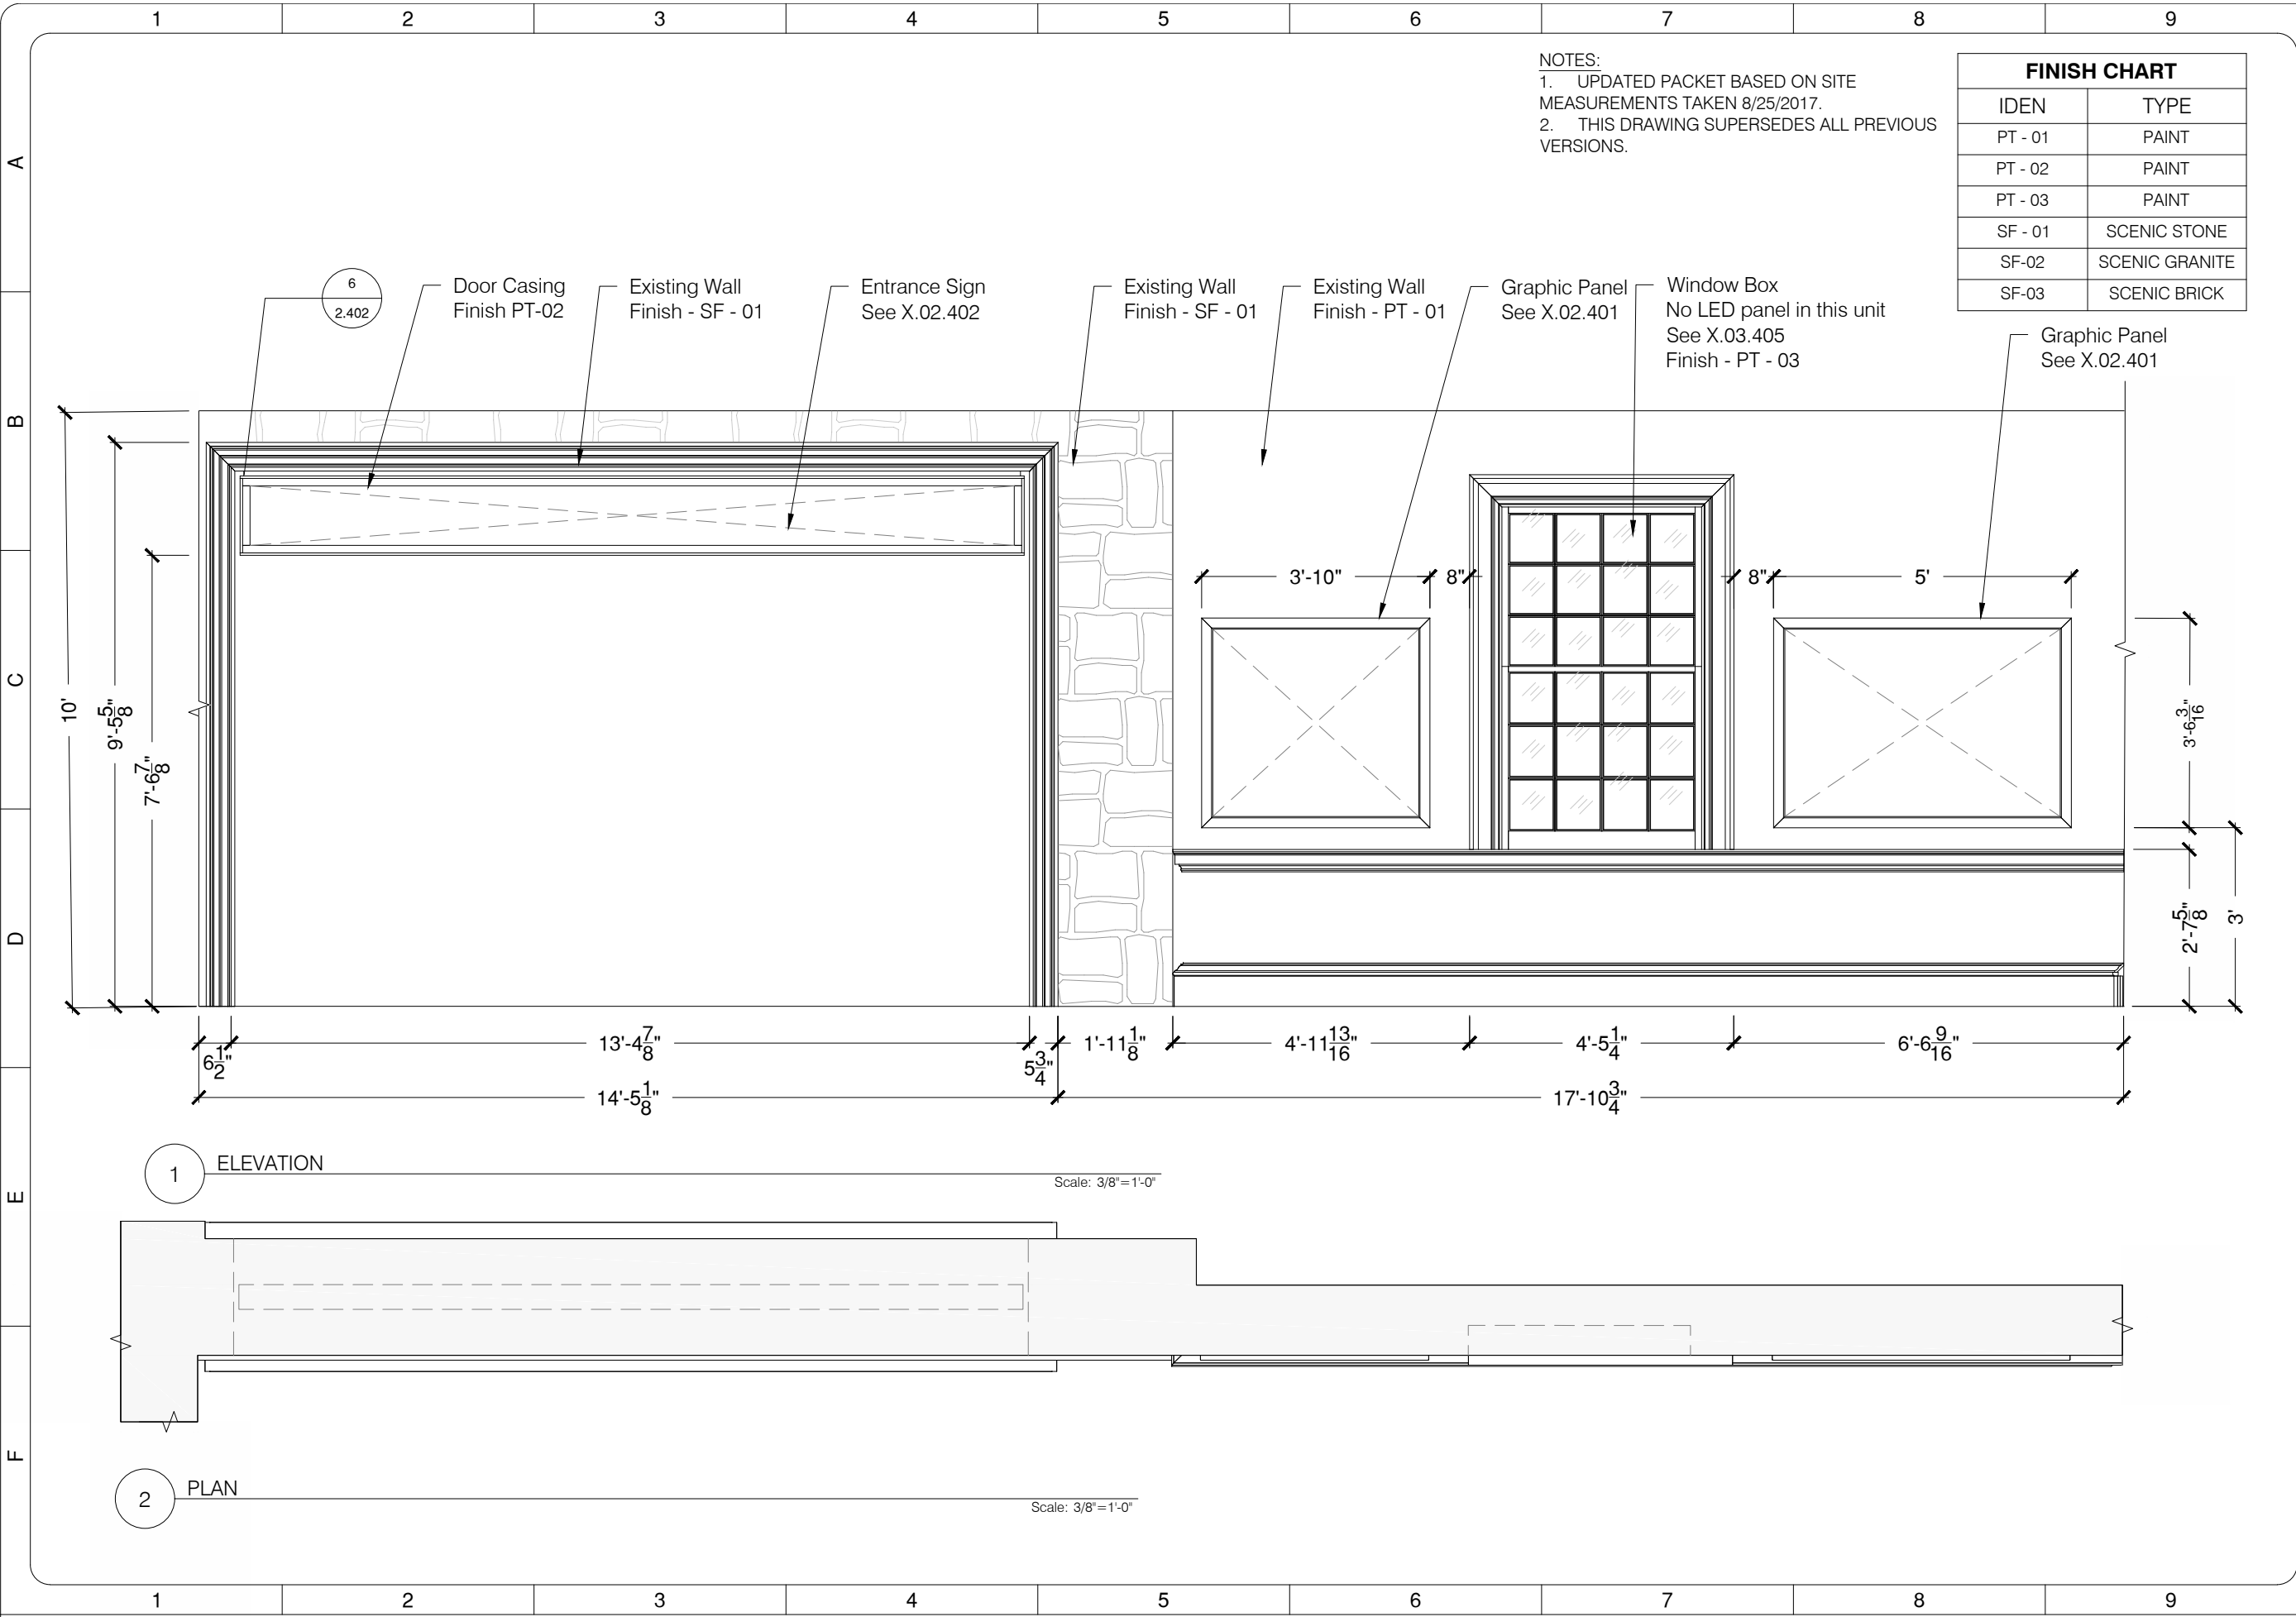 1 2 3 4 5 6 7 8 9
NOTES:
1. UPDATED PACKET BASED ON SITE
MEASUREMENTS TAKEN 8/25/2017.
2. THIS DRAWING SUPERSEDES ALL PREVIOUS
VERSIONS.
FINISH CHART
IDEN TYPE
PT - 01 PAINT
PT - 02 PAINT
PT - 03 PAINT
SF - 01 SCENIC STONE
SF-02 SCENIC GRANITE
SF-03 SCENIC BRICK
A
B
C
D
E
F
6
2.402
Door Casing
Finish PT-02
Existing Wall
Finish - SF - 01
Entrance Sign
See X.02.402
Existing Wall
Finish - SF - 01
Existing Wall
Finish - PT - 01
Graphic Panel
See X.02.401
Window Box
No LED panel in this unit
See X.03.405
Finish - PT - 03
Graphic Panel
See X.02.401
3'-10"
8"
8"
5'
10'
9'-5 5/8"
7'-6 7/8"
3'-6 3/16"
2'-7 5/8"
3'
6 1/2"
13'-4 7/8"
5 3/4"
1'-11 1/8"
4'-11 13/16"
4'-5 1/4"
6'-6 9/16"
14'-5 1/8"
17'-10 3/4"
1 ELEVATION
Scale: 3/8"=1'-0"
2 PLAN
Scale: 3/8"=1'-0"
1 2 3 4 5 6 7 8 9